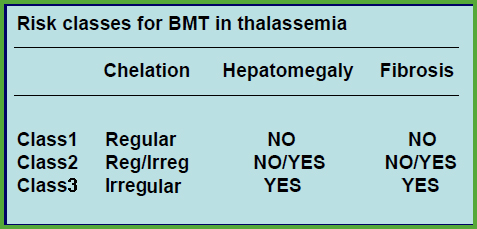 Risk classes for BMT in thalassemia
Chelation Hepatomegaly Fibrosis
Class1 Regular NO NO
Class2 Reg/Irreg NO/YES NO/YES
Class3 Irregular YES YES